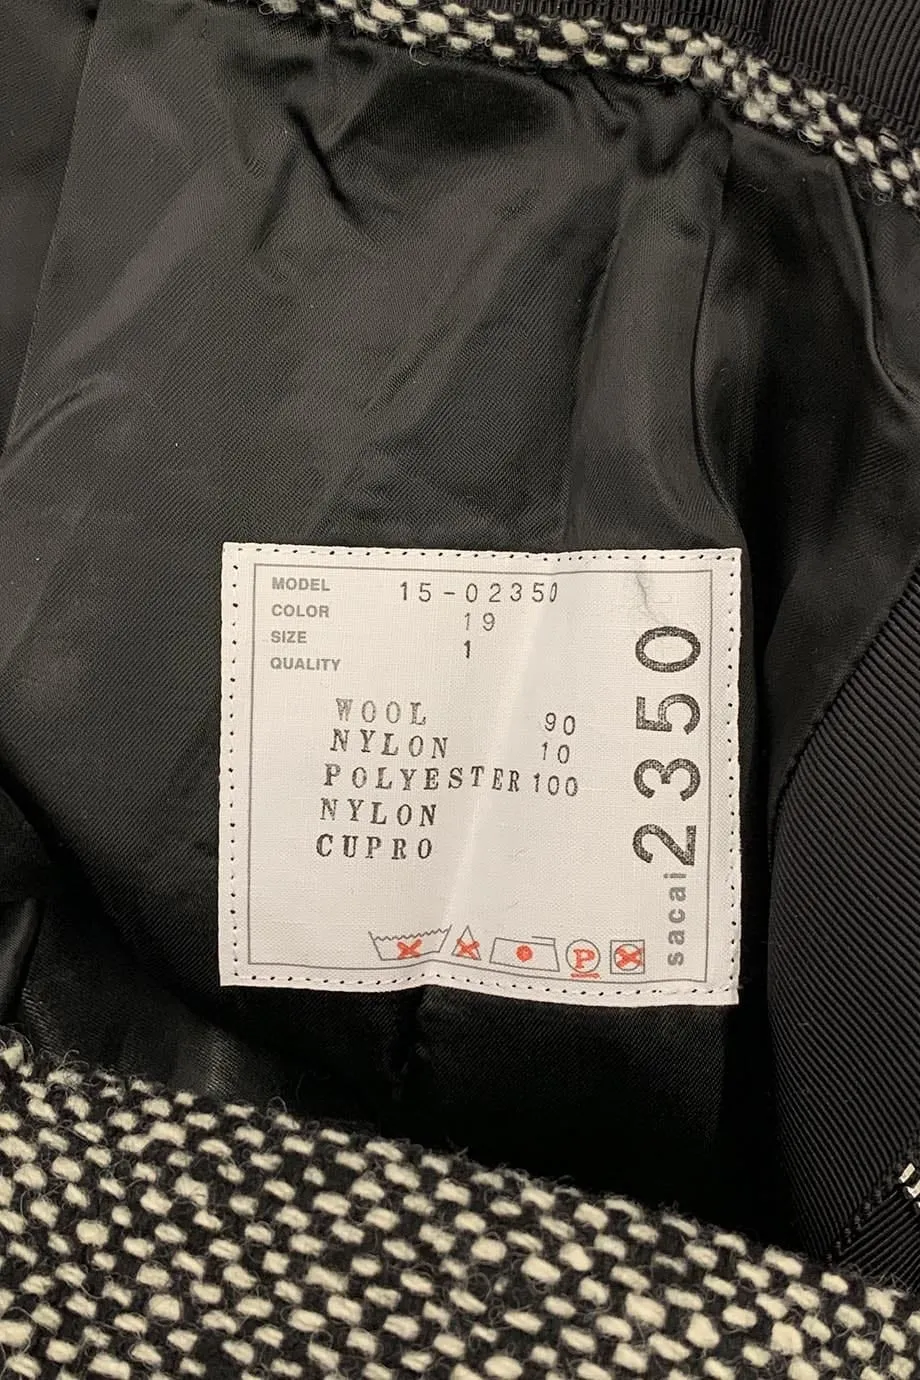 MODEL 15-02350
COLOR 19
SIZE 1
QUALITY
WOOL 90
NYLON 10
POLYESTER 100
NYLON
CUPRO
P
sacai 2350